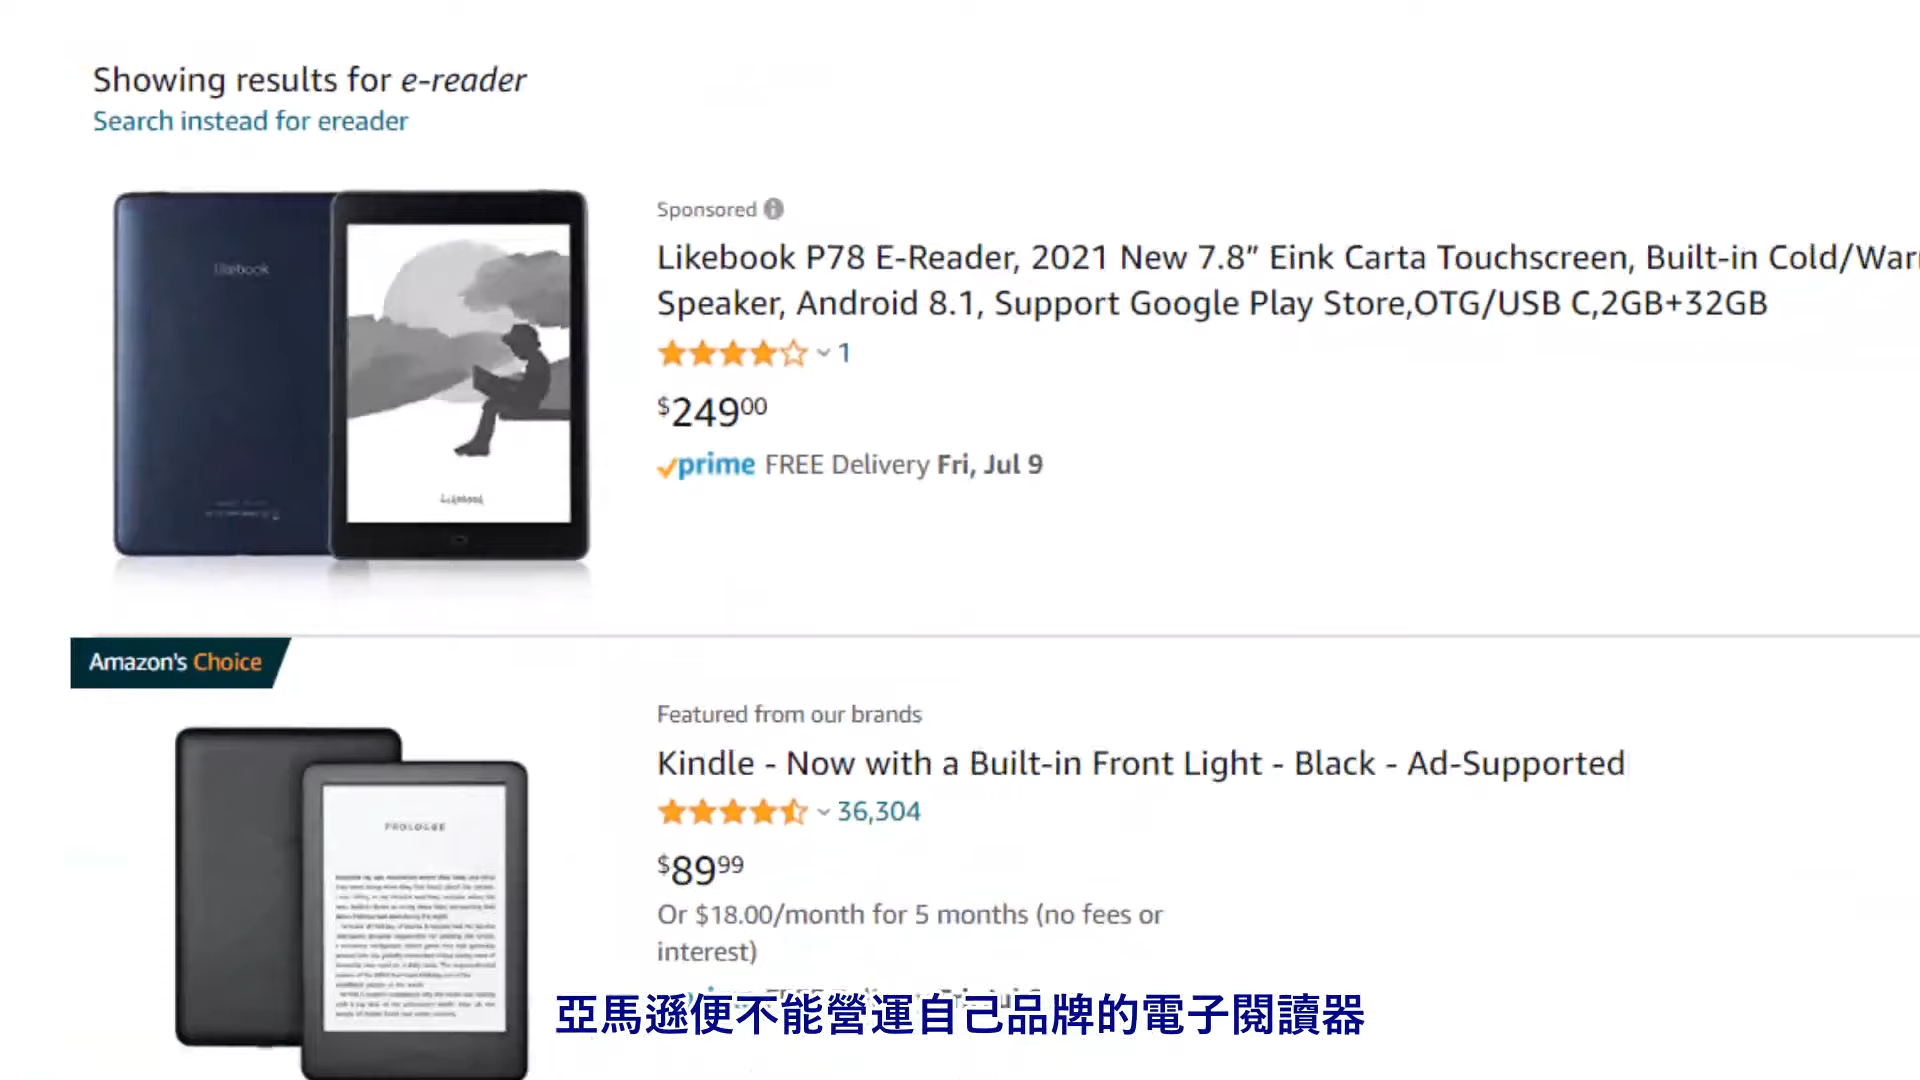 Showing results for e-reader
Search instead for ereader
Likebook
Sponsored
Likebook P78 E-Reader, 2021 New 7.8” Eink Carta Touchscreen, Built-in Cold/War
Speaker, Android 8.1, Support Google Play Store,OTG/USB C,2GB+32GB
1
$24900
prime FREE Delivery Fri, Jul 9
Likebook
Amazon's Choice
Featured from our brands
Kindle - Now with a Built-in Front Light - Black - Ad-Supported
36,304
$8999
Or $18.00/month for 5 months (no fees or
interest)
PROLOGUE
亞馬遜便不能營運自己品牌的電子閱讀器